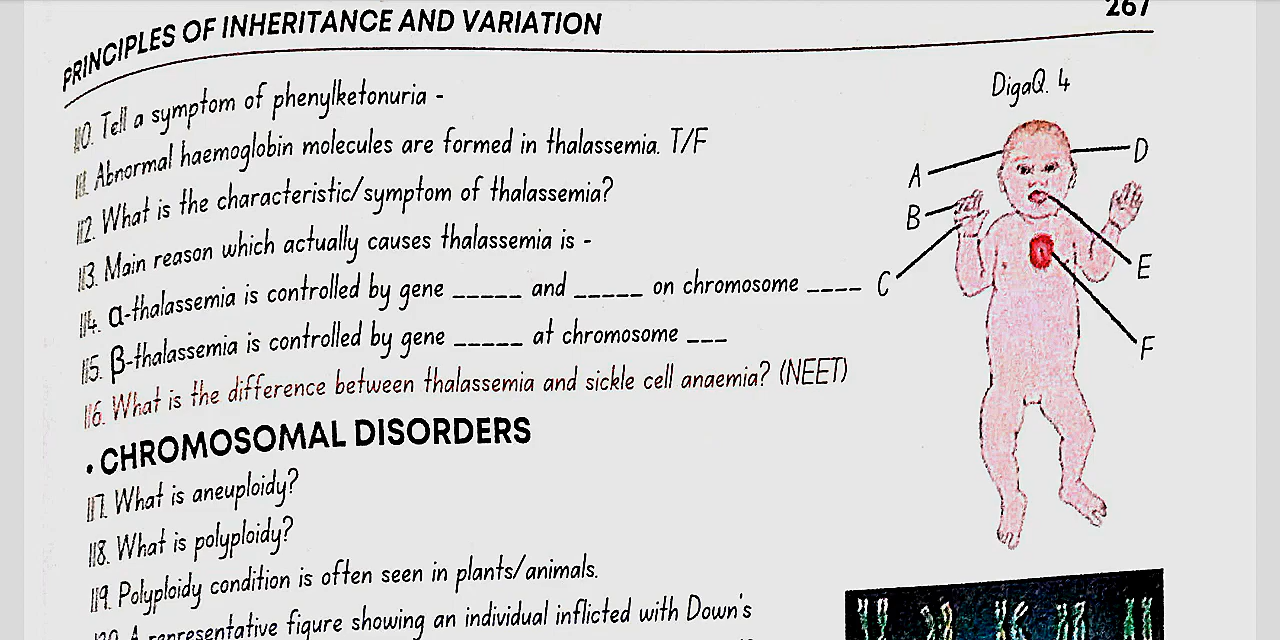 PRINCIPLES OF INHERITANCE AND VARIATION
267
110. Tell a symptom of phenylketonuria -
111. Abnormal haemoglobin molecules are formed in thalassemia. T/F
112. What is the characteristic/symptom of thalassemia?
113. Main reason which actually causes thalassemia is -
114. α-thalassemia is controlled by gene _____ and _____ on chromosome ____
115. β-thalassemia is controlled by gene _____ at chromosome ___
116. What is the difference between thalassemia and sickle cell anaemia? (NEET)
• CHROMOSOMAL DISORDERS
117. What is aneuploidy?
118. What is polyploidy?
119. Polyploidy condition is often seen in plants/animals.
120. A representative figure showing an individual inflicted with Down's
DigaQ. 4
A
D
B
E
C
F